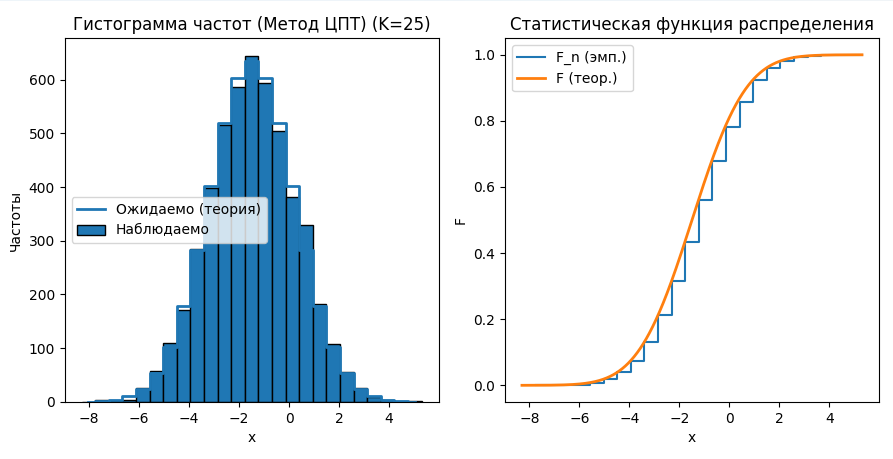 Гистограмма частот (Метод ЦПТ) (K=25)
Частоты
600
500
400
300
200
100
0
Ожидаемо (теория)
Наблюдаемо
−8 −6 −4 −2 0 2 4
x
Статистическая функция распределения
F
1.0
0.8
0.6
0.4
0.2
0.0
F_n (эмп.)
F (теор.)
−8 −6 −4 −2 0 2 4
x